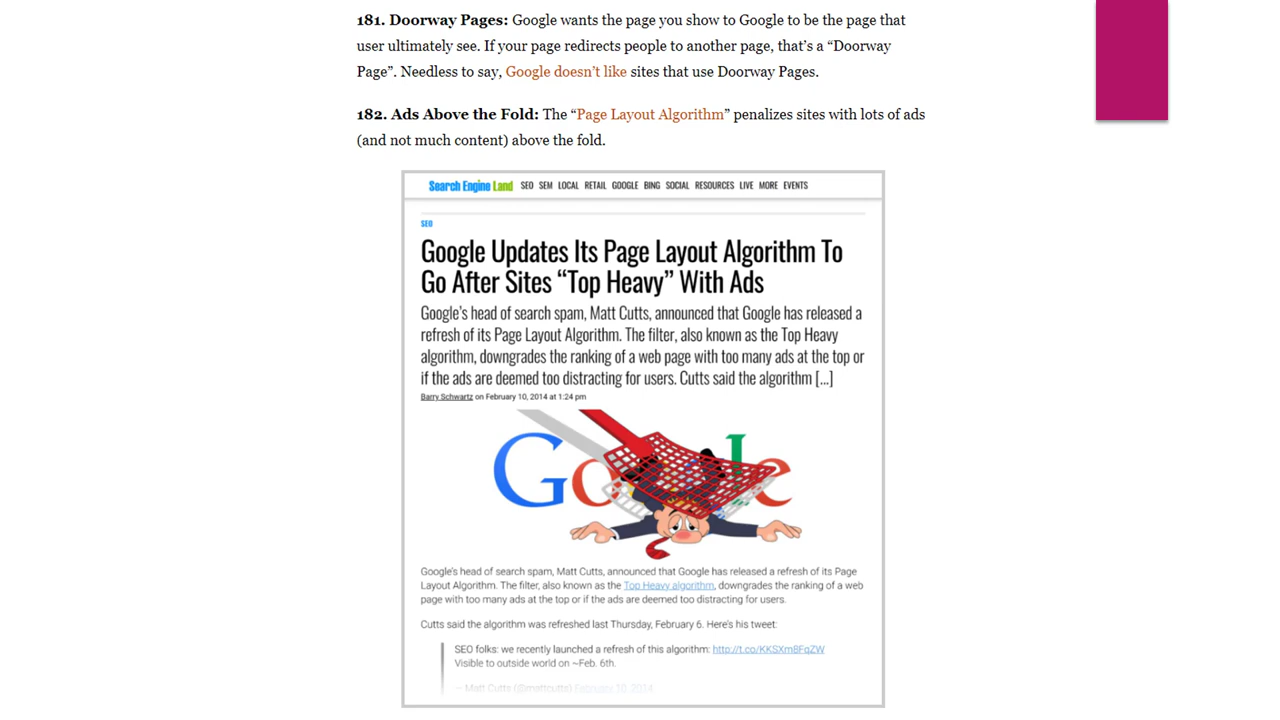 181. Doorway Pages: Google wants the page you show to Google to be the page that
user ultimately see. If your page redirects people to another page, that’s a “Doorway
Page”. Needless to say, Google doesn’t like sites that use Doorway Pages.
182. Ads Above the Fold: The “Page Layout Algorithm” penalizes sites with lots of ads
(and not much content) above the fold.
Search Engine Land SEO SEM LOCAL RETAIL GOOGLE BING SOCIAL RESOURCES LIVE MORE EVENTS
SEO
Google Updates Its Page Layout Algorithm To
Go After Sites “Top Heavy” With Ads
Google’s head of search spam, Matt Cutts, announced that Google has released a
refresh of its Page Layout Algorithm. The filter, also known as the Top Heavy
algorithm, downgrades the ranking of a web page with too many ads at the top or
if the ads are deemed too distracting for users. Cutts said the algorithm [...]
Barry Schwartz on February 10, 2014 at 1:24 pm
Google
Google’s head of search spam, Matt Cutts, announced that Google has released a refresh of its Page
Layout Algorithm. The filter, also known as the Top Heavy algorithm, downgrades the ranking of a web
page with too many ads at the top or if the ads are deemed too distracting for users.
Cutts said the algorithm was refreshed last Thursday, February 6. Here’s his tweet:
SEO folks: we recently launched a refresh of this algorithm: http://t.co/KKSXm8FqZW
Visible to outside world on ~Feb. 6th.
— Matt Cutts (@mattcutts) February 10, 2014